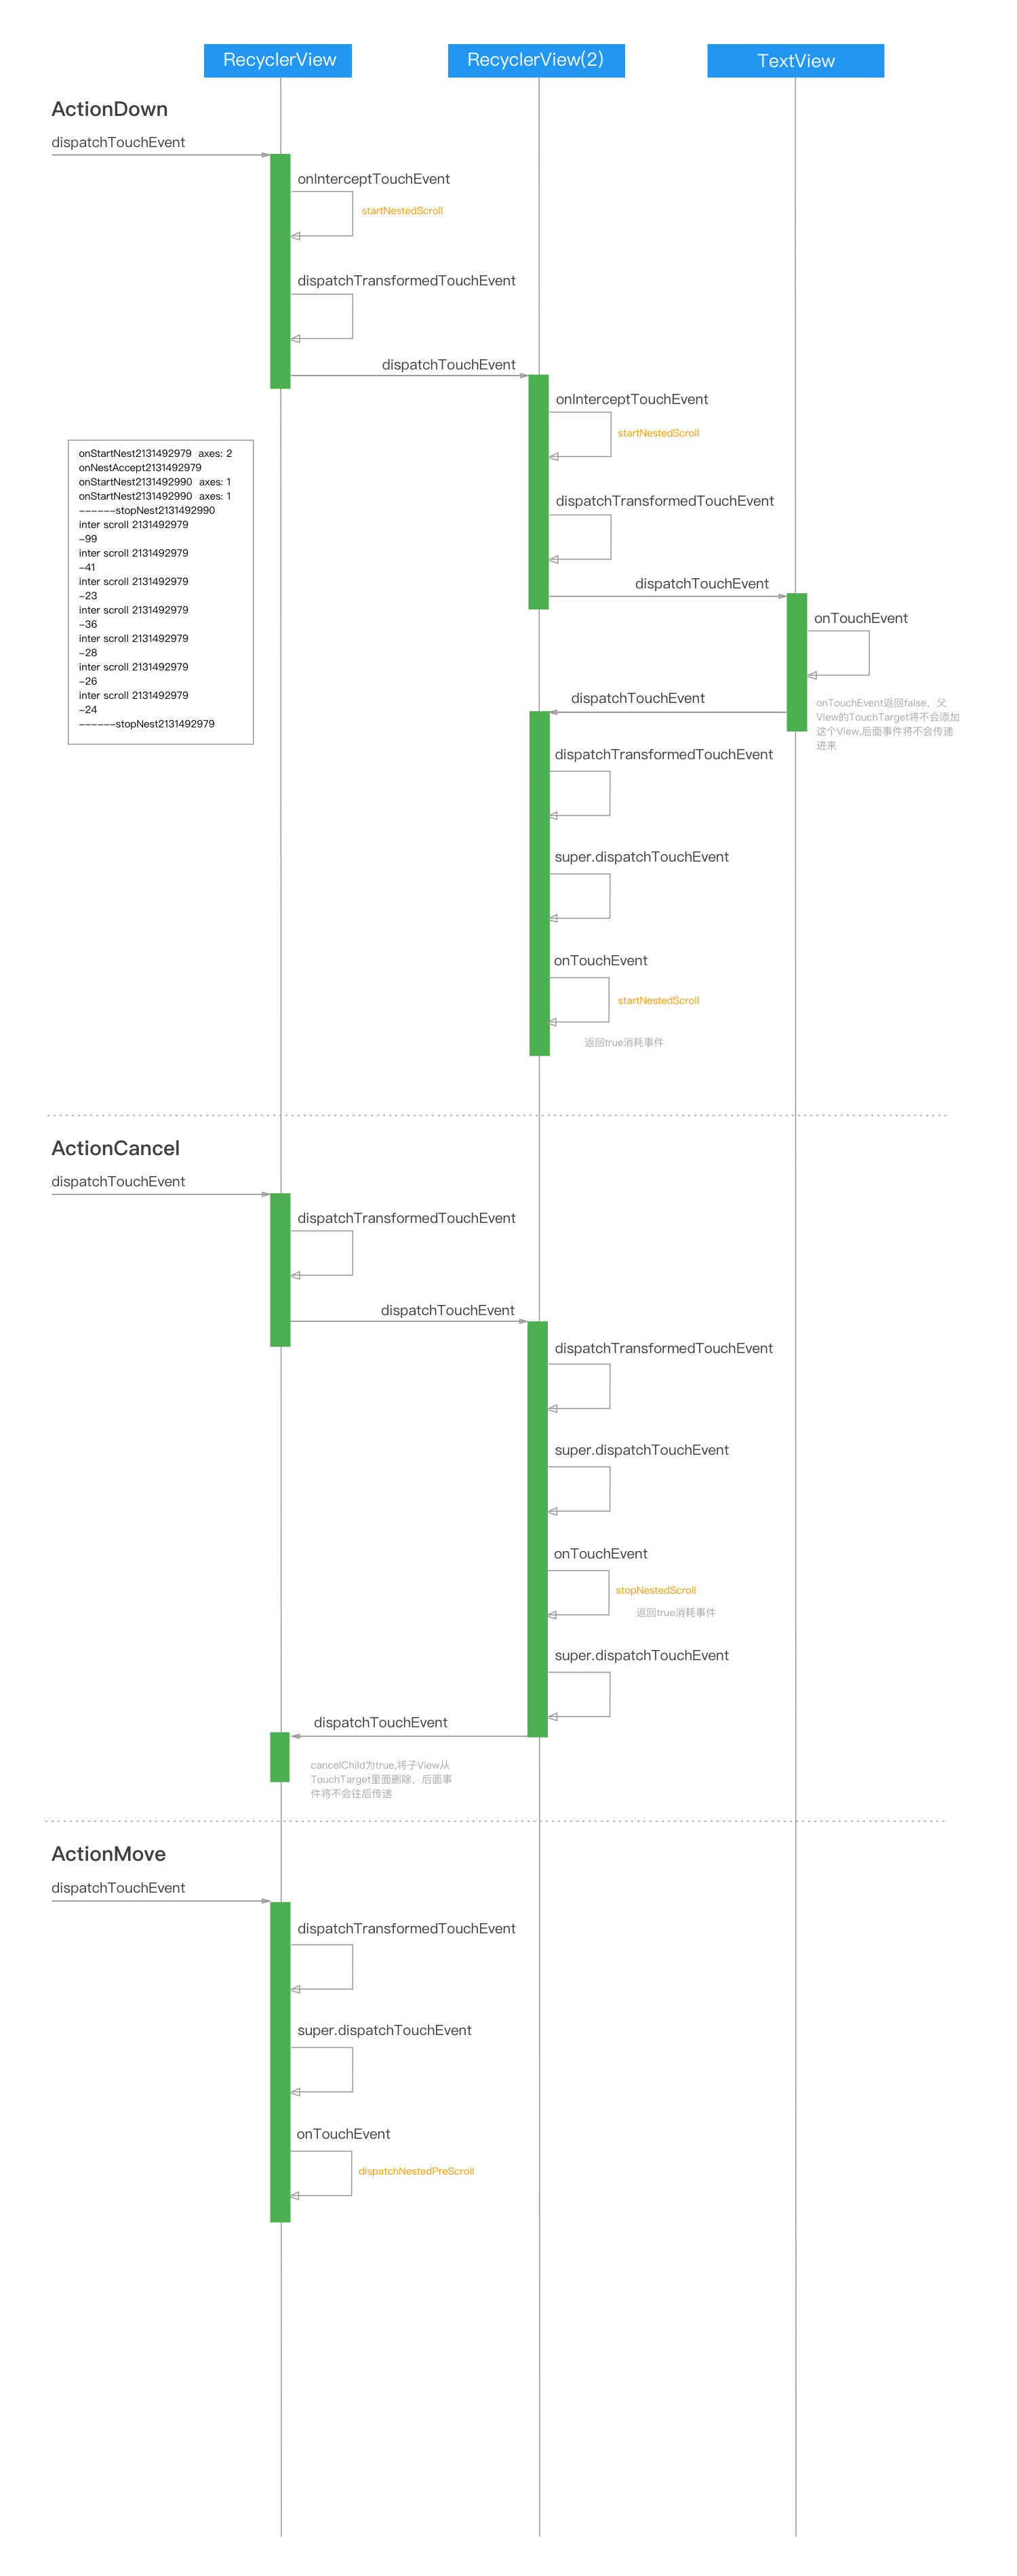 RecyclerView
RecyclerView(2)
TextView
ActionDown
dispatchTouchEvent
onInterceptTouchEvent
startNestedScroll
dispatchTransformedTouchEvent
dispatchTouchEvent
onInterceptTouchEvent
startNestedScroll
onStartNest2131492979  axes: 2
onNestAccept2131492979
onStartNest2131492990  axes: 1
onStartNest2131492990  axes: 1
------stopNest2131492990
inter scroll 2131492979
-99
inter scroll 2131492979
-41
inter scroll 2131492979
-23
inter scroll 2131492979
-36
inter scroll 2131492979
-28
inter scroll 2131492979
-26
inter scroll 2131492979
-24
------stopNest2131492979
dispatchTransformedTouchEvent
dispatchTouchEvent
onTouchEvent
dispatchTouchEvent
onTouchEvent返回false，父
View的TouchTarget将不会添加
这个View,后面事件将不会传递
进来
dispatchTransformedTouchEvent
super.dispatchTouchEvent
onTouchEvent
startNestedScroll
返回true消耗事件
ActionCancel
dispatchTouchEvent
dispatchTransformedTouchEvent
dispatchTouchEvent
dispatchTransformedTouchEvent
super.dispatchTouchEvent
onTouchEvent
stopNestedScroll
返回true消耗事件
super.dispatchTouchEvent
dispatchTouchEvent
cancelChild为true,将子View从
TouchTarget里面删除，后面事
件将不会往后传递
ActionMove
dispatchTouchEvent
dispatchTransformedTouchEvent
super.dispatchTouchEvent
onTouchEvent
dispatchNestedPreScroll